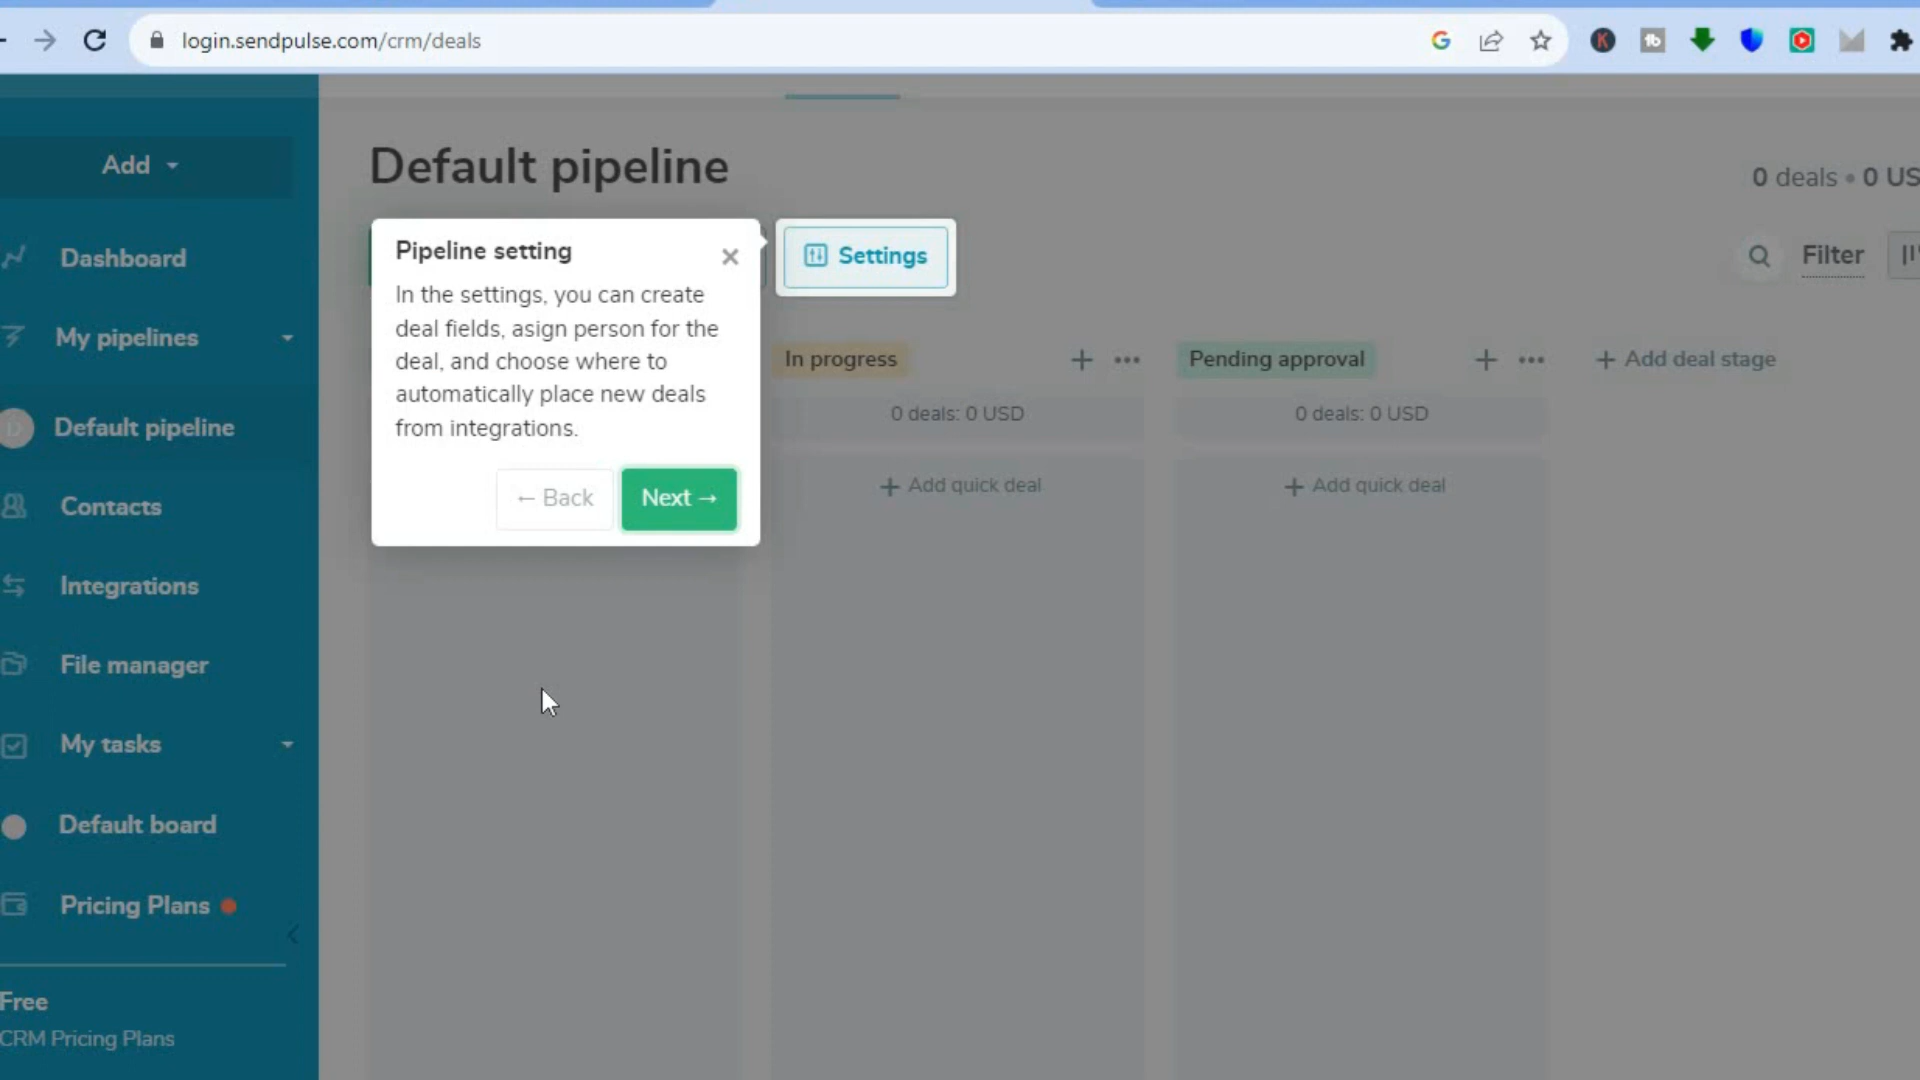 login.sendpulse.com/crm/deals
Add
Default pipeline
0 deals • 0 US
Dashboard
Pipeline setting
Settings
Filter
In the settings, you can create
deal fields, asign person for the
deal, and choose where to
automatically place new deals
from integrations.
← Back
Next →
My pipelines
In progress
Pending approval
+ Add deal stage
0 deals: 0 USD
0 deals: 0 USD
Default pipeline
+ Add quick deal
+ Add quick deal
Contacts
Integrations
File manager
My tasks
Default board
Pricing Plans
Free
CRM Pricing Plans